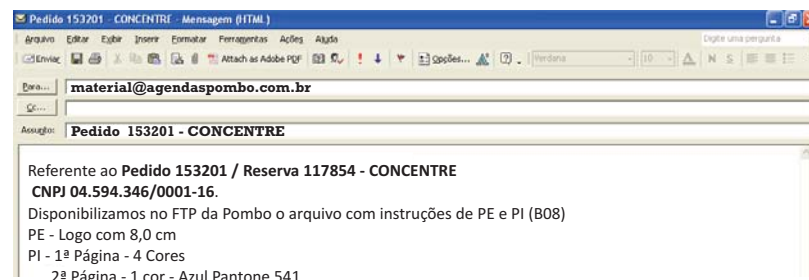 Pedido 153201 - CONCENTRE - Mensagem (HTML)
Arquivo Editar Exibir Inserir Formatar Ferramentas Ações Ajuda Digite uma pergunta
Enviar Attach as Adobe PDF Opções... Verdana 10 A N S
Para... material@agendaspombo.com.br
Cc...
Assunto: Pedido 153201 - CONCENTRE
Referente ao Pedido 153201 / Reserva 117854 - CONCENTRE
CNPJ 04.594.346/0001-16.
Disponibilizamos no FTP da Pombo o arquivo com instruções de PE e PI (B08)
PE - Logo com 8,0 cm
PI - 1ª Página - 4 Cores
2ª Página - 1 cor - Azul Pantone 541